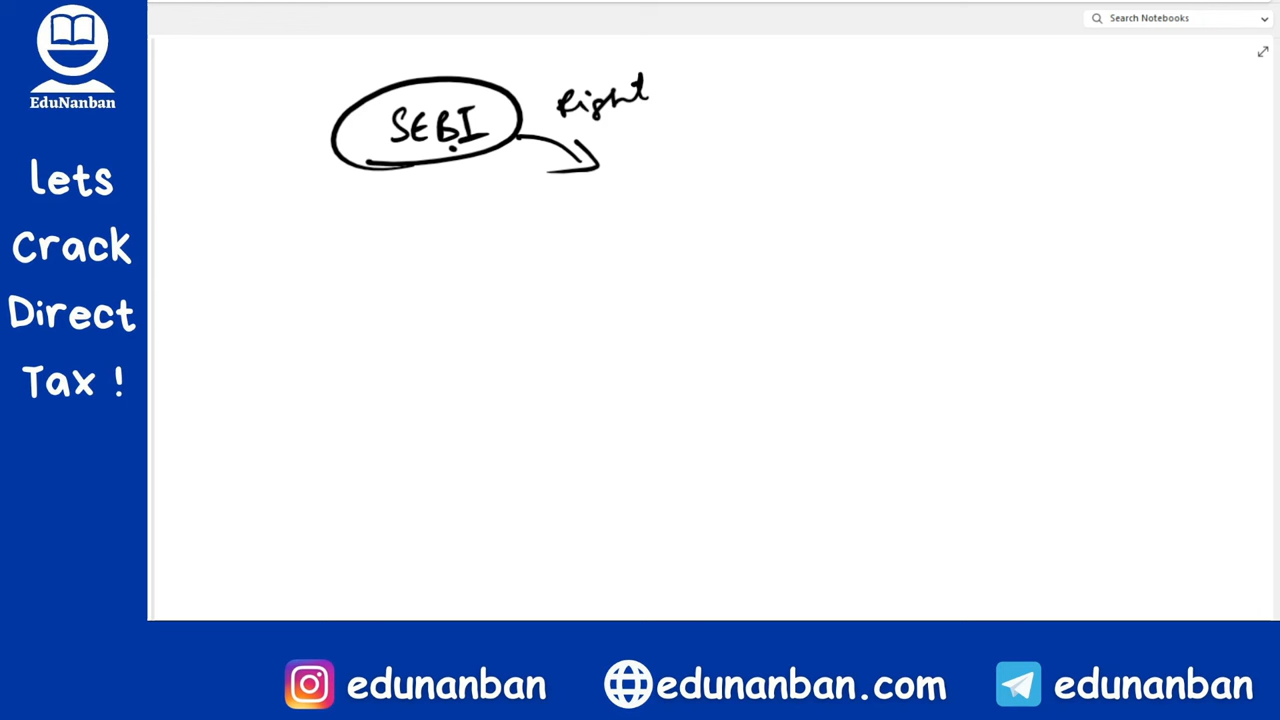 Search Notebooks
EduNanban
lets
Crack
Direct
Tax !
SEBI
Right
edunanban
edunanban.com
edunanban